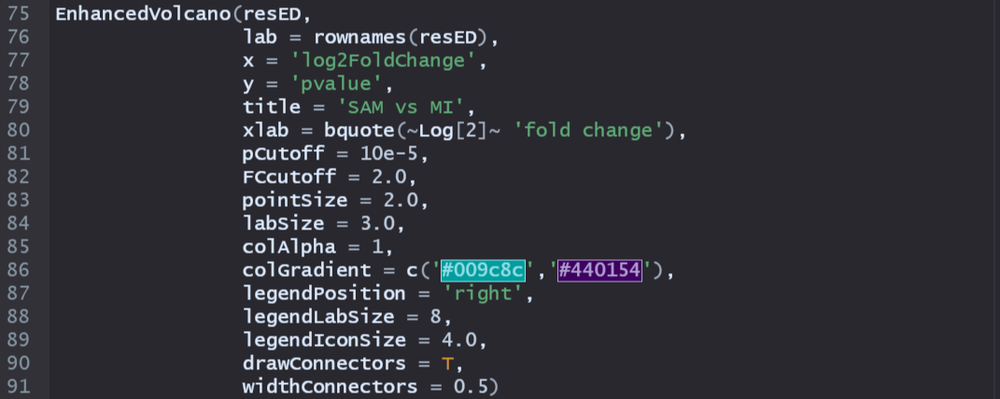 75 EnhancedVolcano(resED,
76 lab = rownames(resED),
77 x = 'log2FoldChange',
78 y = 'pvalue',
79 title = 'SAM vs MI',
80 xlab = bquote(~Log[2]~ 'fold change'),
81 pCutoff = 10e-5,
82 FCcutoff = 2.0,
83 pointSize = 2.0,
84 labSize = 3.0,
85 colAlpha = 1,
86 colGradient = c('#009c8c','#440154'),
87 legendPosition = 'right',
88 legendLabSize = 8,
89 legendIconSize = 4.0,
90 drawConnectors = T,
91 widthConnectors = 0.5)